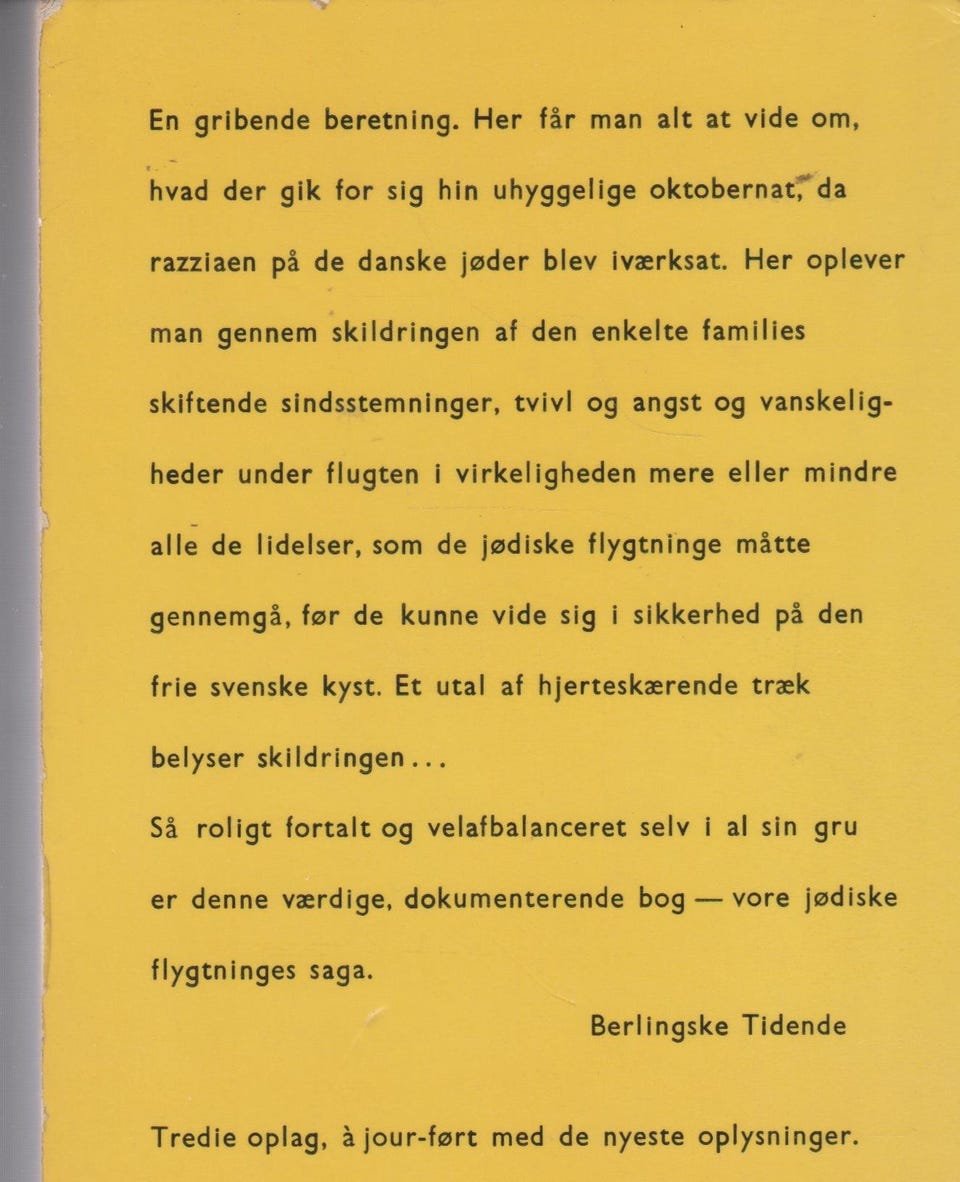 En gribende beretning. Her får man alt at vide om,
hvad der gik for sig hin uhyggelige oktobernat, da
razziaen på de danske jøder blev iværksat. Her oplever
man gennem skildringen af den enkelte families
skiftende sindsstemninger, tvivl og angst og vanskelig-
heder under flugten i virkeligheden mere eller mindre
alle de lidelser, som de jødiske flygtninge måtte
gennemgå, før de kunne vide sig i sikkerhed på den
frie svenske kyst. Et utal af hjerteskærende træk
belyser skildringen...
Så roligt fortalt og velafbalanceret selv i al sin gru
er denne værdige, dokumenterende bog — vore jødiske
flygtninges saga.
Berlingske Tidende
Tredie oplag, à jour-ført med de nyeste oplysninger.